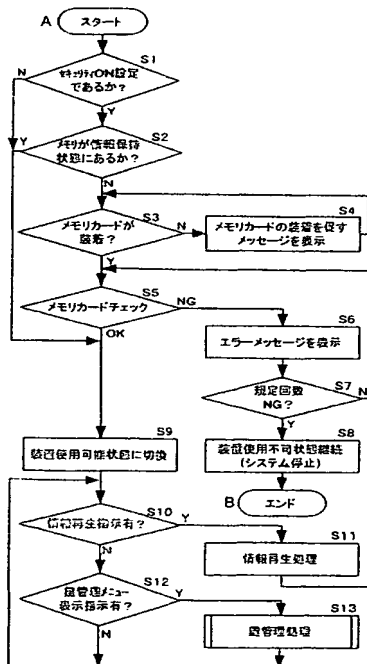 A スタート
S1
セキュリティON設定
であるか?
N
Y
S2
メモリが情報保持
状態にあるか?
Y
N
S3
メモリカードが
装着?
N
Y
S4
メモリカードの装着を促す
メッセージを表示
S5
メモリカードチェック
NG
OK
S6
エラーメッセージを表示
S7
規定回数
NG?
N
Y
S8
装置使用不可状態継続
(システム停止)
B エンド
S9
装置使用可能状態に切換
S10
情報再生指示有?
Y
N
S11
情報再生処理
S12
鍵管理メニュー
表示指示有?
Y
N
S13
鍵管理処理